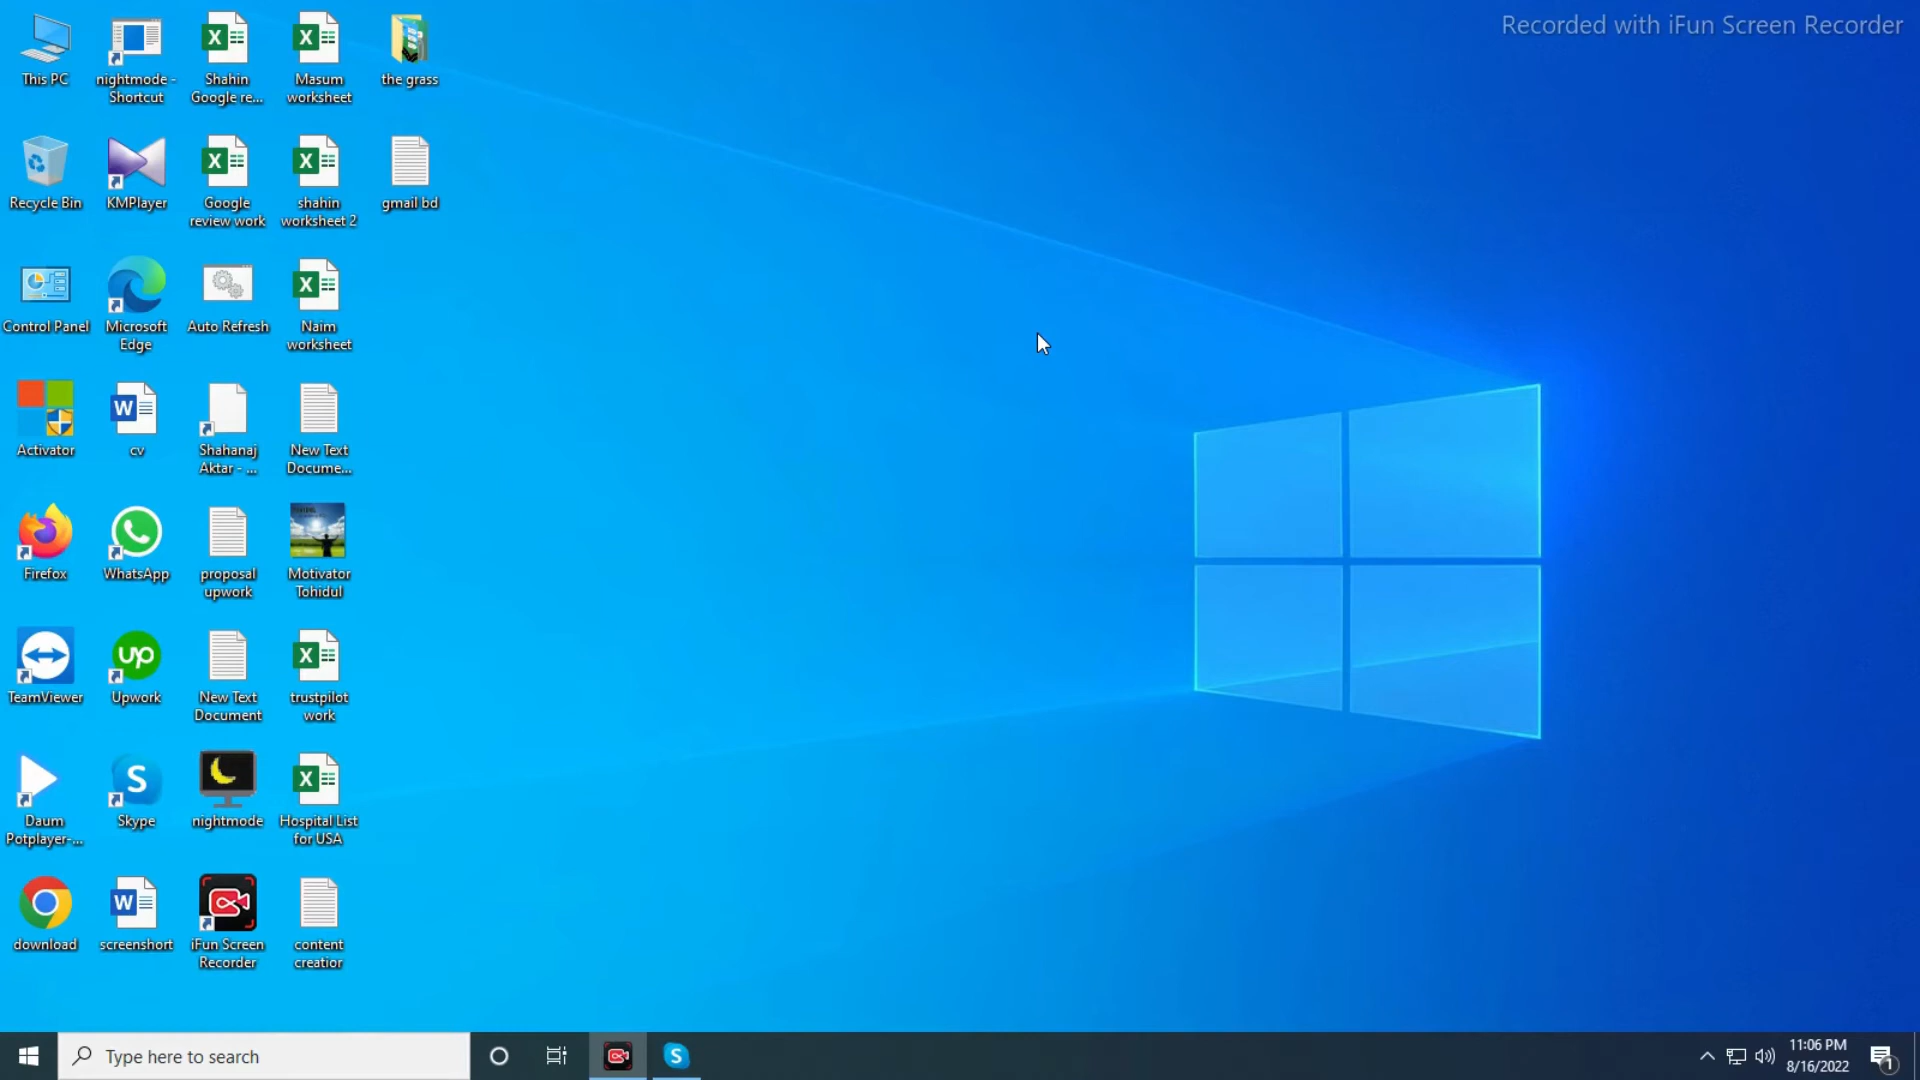 Recorded with iFun Screen Recorder
This PC
nightmode -
Shortcut
Shahin
Google re...
Masum
worksheet
the grass
Recycle Bin
KMPlayer
Google
review work
shahin
worksheet 2
gmail bd
Control Panel
Microsoft
Edge
Auto Refresh
Naim
worksheet
Activator
cv
Shahanaj
Aktar - ...
New Text
Docume...
Firefox
WhatsApp
proposal
upwork
Motivator
Tohidul
TeamViewer
Upwork
New Text
Document
trustpilot
work
Daum
Potplayer-...
Skype
nightmode
Hospital List
for USA
download
screenshort
iFun Screen
Recorder
content
creatior
Type here to search
11:06 PM
8/16/2022
1